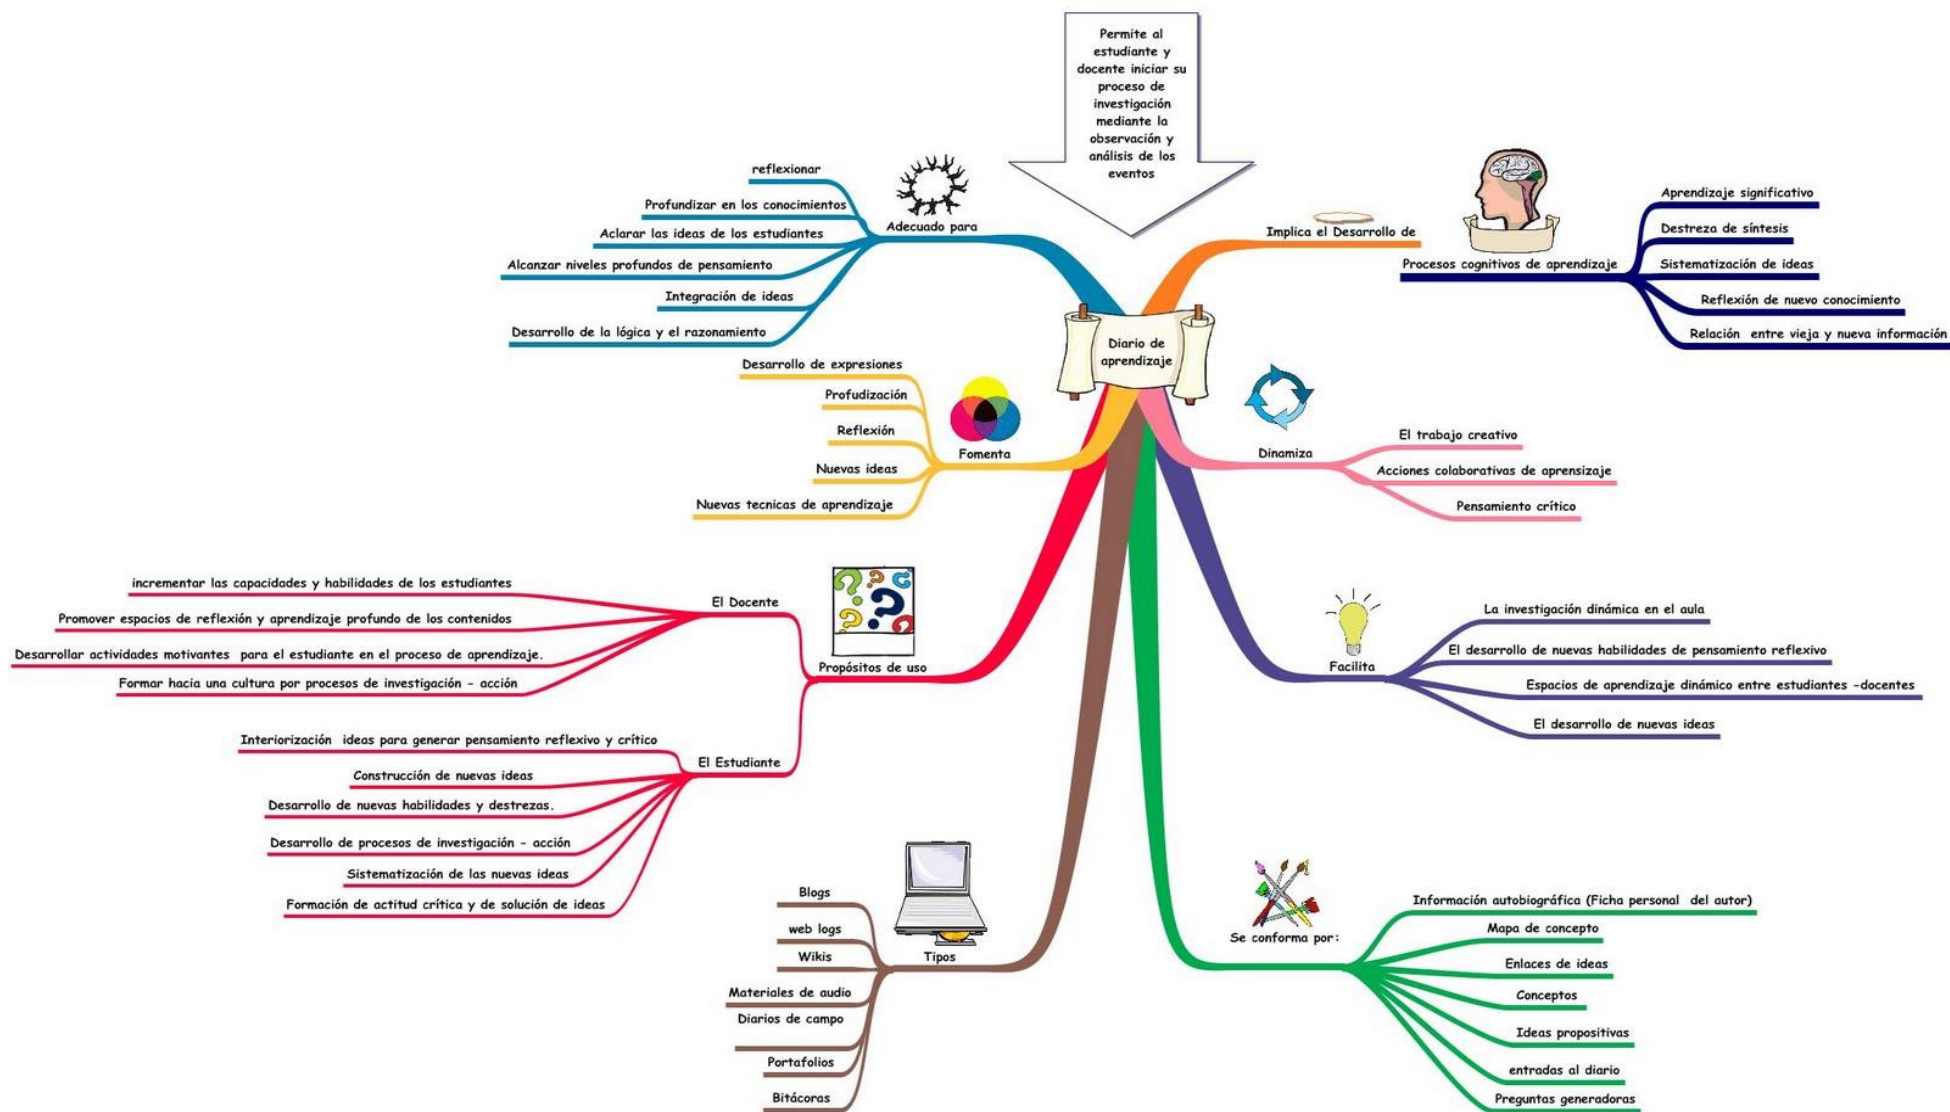 Permite al
estudiante y
docente iniciar su
proceso de
investigación
mediante la
observación y
análisis de los
eventos
Diario de
aprendizaje
Adecuado para
reflexionar
Profundizar en los conocimientos
Aclarar las ideas de los estudiantes
Alcanzar niveles profundos de pensamiento
Integración de ideas
Desarrollo de la lógica y el razonamiento
Implica el Desarrollo de
Procesos cognitivos de aprendizaje
Aprendizaje significativo
Destreza de síntesis
Sistematización de ideas
Reflexión de nuevo conocimiento
Relación entre vieja y nueva información
Fomenta
Desarrollo de expresiones
Profudización
Reflexión
Nuevas ideas
Nuevas tecnicas de aprendizaje
Dinamiza
El trabajo creativo
Acciones colaborativas de aprensizaje
Pensamiento crítico
Propósitos de uso
El Docente
incrementar las capacidades y habilidades de los estudiantes
Promover espacios de reflexión y aprendizaje profundo de los contenidos
Desarrollar actividades motivantes para el estudiante en el proceso de aprendizaje.
Formar hacia una cultura por procesos de investigación - acción
El Estudiante
Interiorización ideas para generar pensamiento reflexivo y crítico
Construcción de nuevas ideas
Desarrollo de nuevas habilidades y destrezas.
Desarrollo de procesos de investigación - acción
Sistematización de las nuevas ideas
Formación de actitud crítica y de solución de ideas
Facilita
La investigación dinámica en el aula
El desarrollo de nuevas habilidades de pensamiento reflexivo
Espacios de aprendizaje dinámico entre estudiantes -docentes
El desarrollo de nuevas ideas
Tipos
Blogs
web logs
Wikis
Materiales de audio
Diarios de campo
Portafolios
Bitácoras
Se conforma por:
Información autobiográfica (Ficha personal del autor)
Mapa de concepto
Enlaces de ideas
Conceptos
Ideas propositivas
entradas al diario
Preguntas generadoras